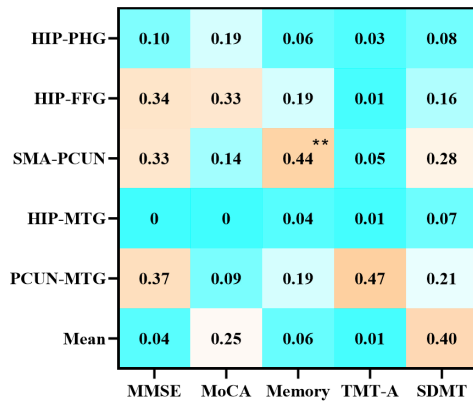 HIP-PHG 0.10 0.19 0.06 0.03 0.08
HIP-FFG 0.34 0.33 0.19 0.01 0.16
SMA-PCUN 0.33 0.14 0.44** 0.05 0.28
HIP-MTG 0 0 0.04 0.01 0.07
PCUN-MTG 0.37 0.09 0.19 0.47 0.21
Mean 0.04 0.25 0.06 0.01 0.40
MMSE MoCA Memory TMT-A SDMT